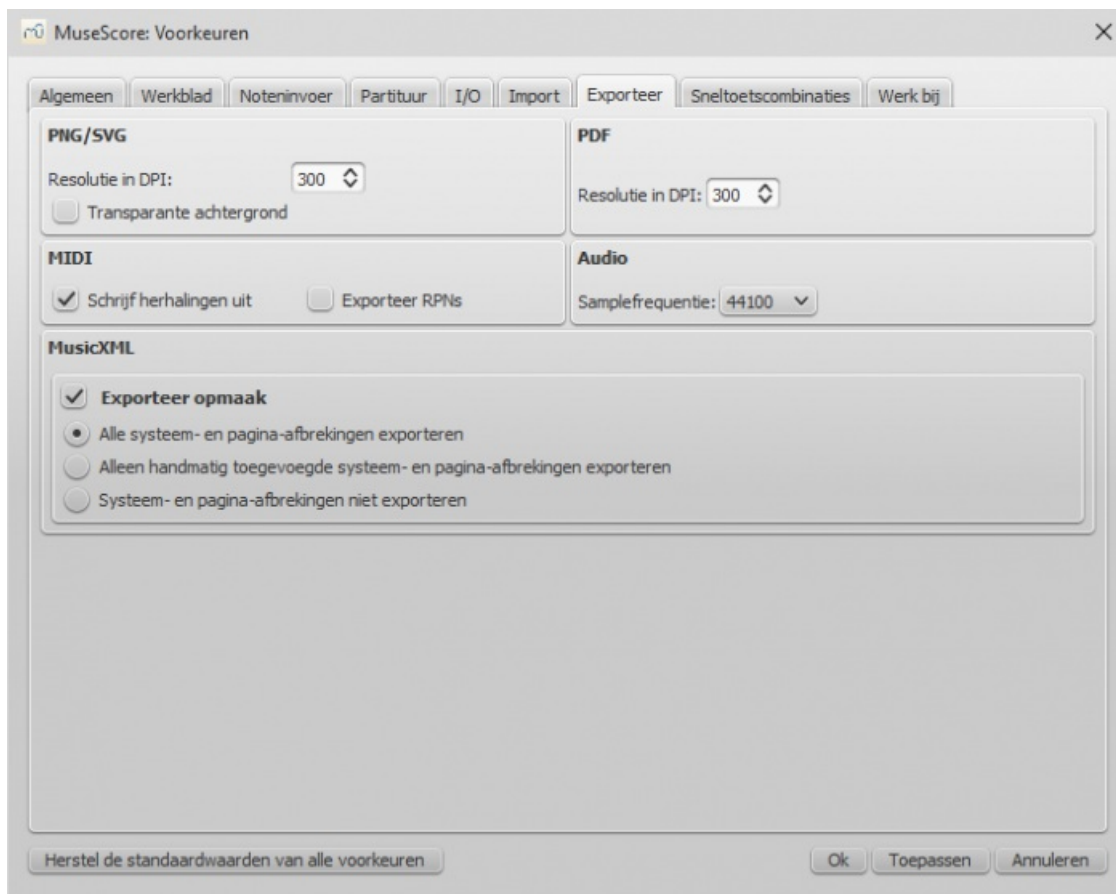 MuseScore: Voorkeuren
Algemeen Werkblad Noteninvoer Partituur I/O Import Exporteer Sneltoetscombinaties Werk bij
PNG/SVG
Resolutie in DPI: 300
Transparante achtergrond
PDF
Resolutie in DPI: 300
MIDI
Schrijf herhalingen uit Exporteer RPNs
Audio
Samplefrequentie: 44100
MusicXML
Exporteer opmaak
Alle systeem- en pagina-afbrekingen exporteren
Alleen handmatig toegevoegde systeem- en pagina-afbrekingen exporteren
Systeem- en pagina-afbrekingen niet exporteren
Herstel de standaardwaarden van alle voorkeuren Ok Toepassen Annuleren